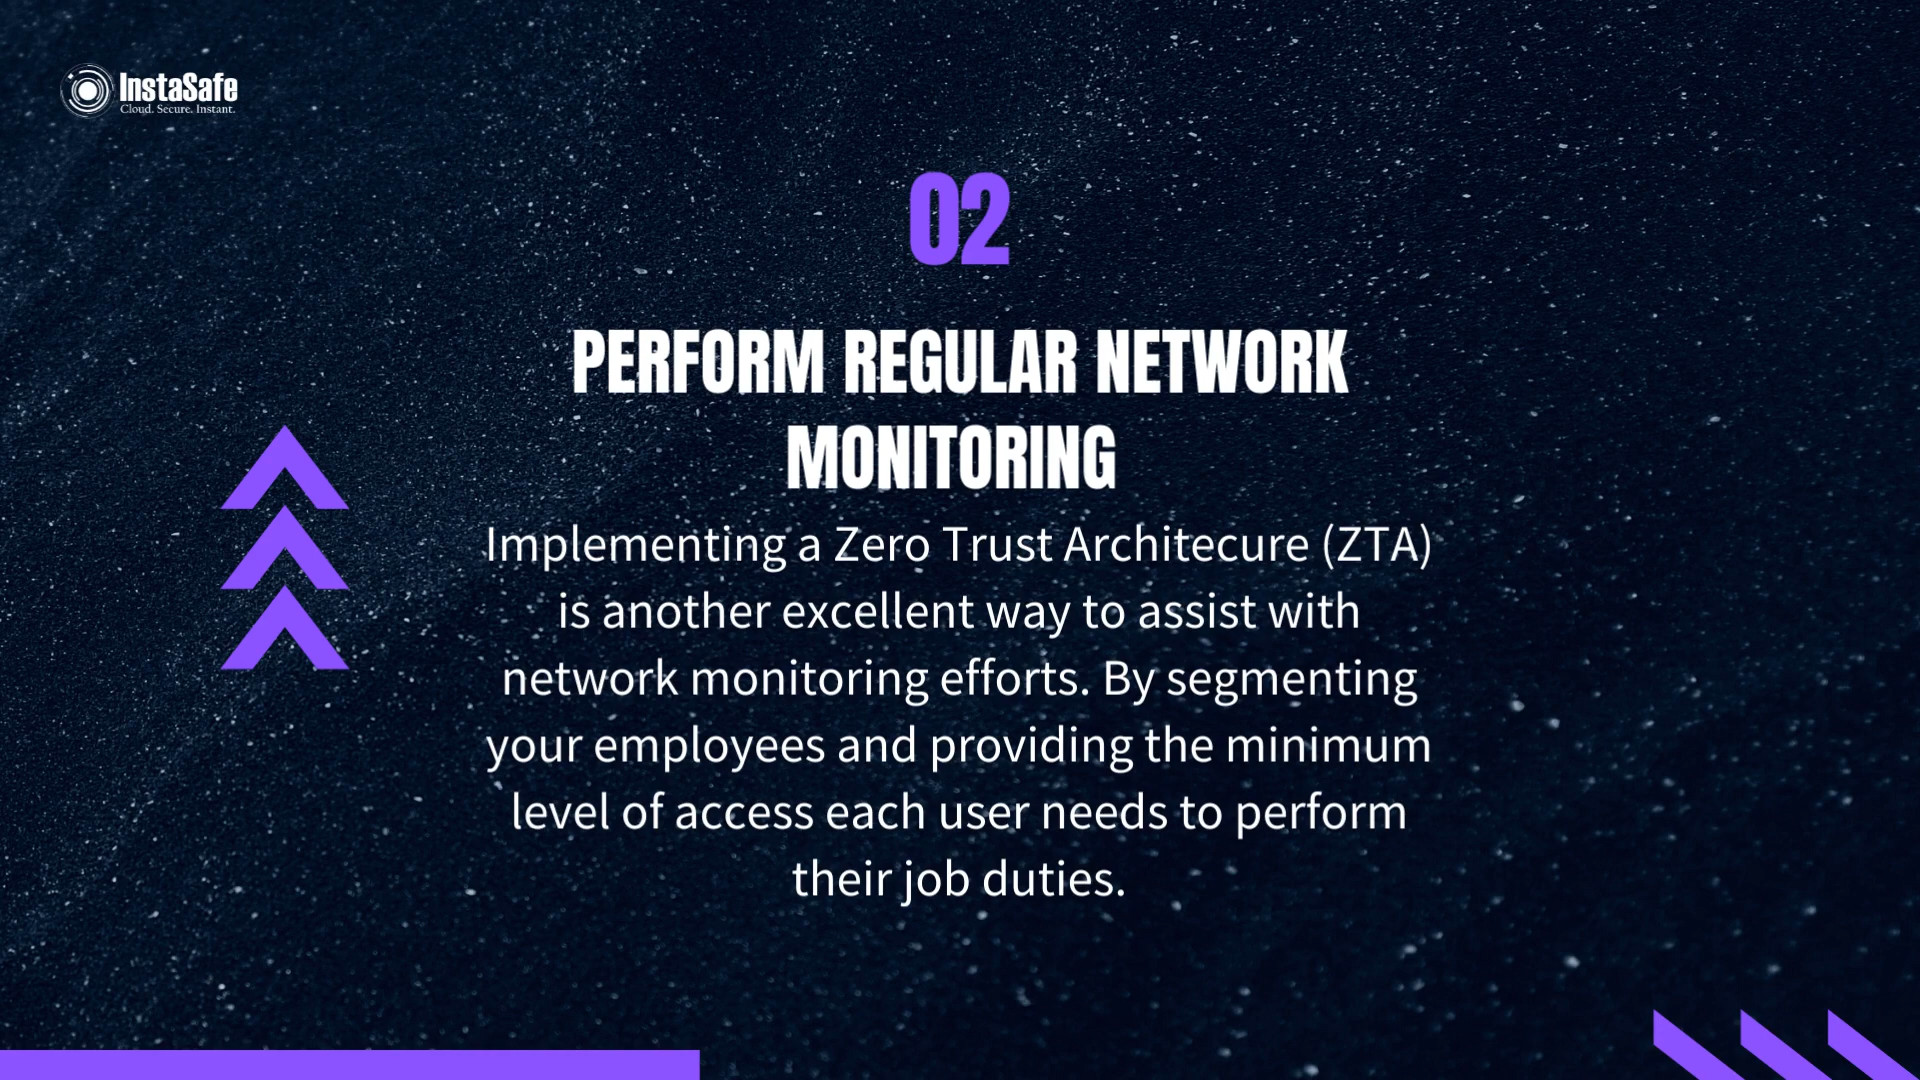 InstaSafe
Cloud. Secure. Instant.
02
PERFORM REGULAR NETWORK
MONITORING
Implementing a Zero Trust Architecure (ZTA)
is another excellent way to assist with
network monitoring efforts. By segmenting
your employees and providing the minimum
level of access each user needs to perform
their job duties.